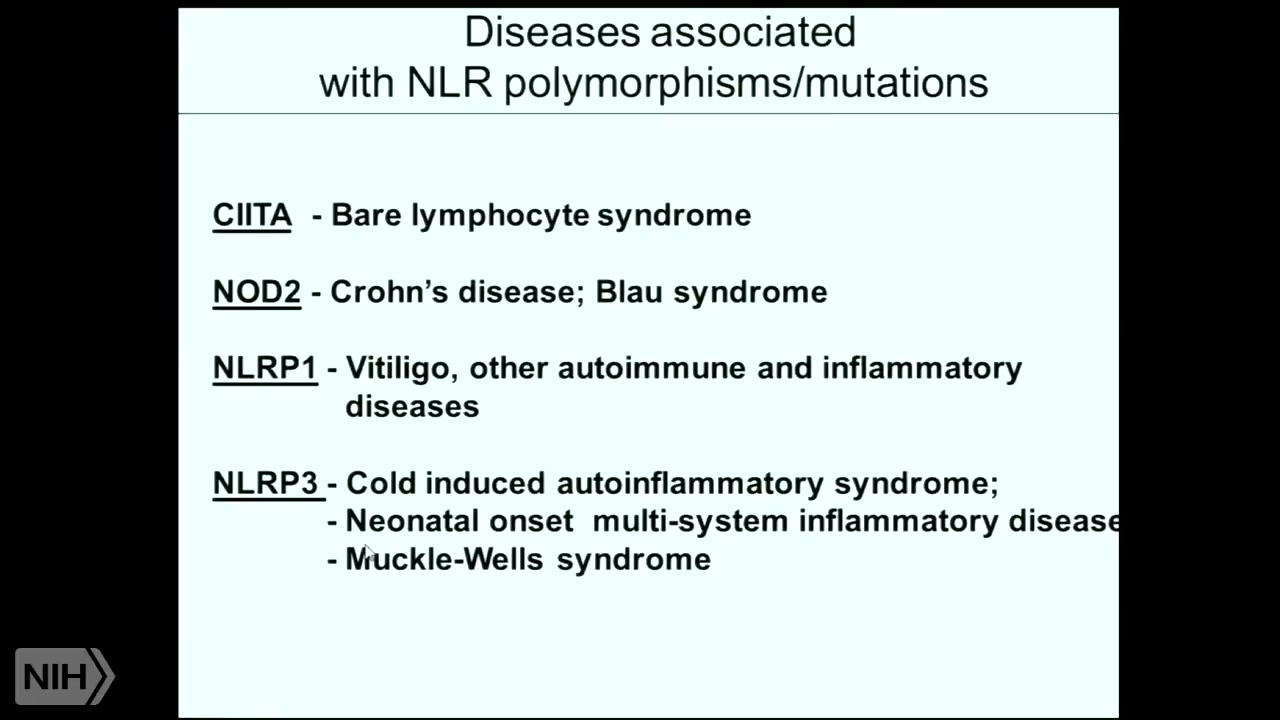 Diseases associated
with NLR polymorphisms/mutations
CIITA - Bare lymphocyte syndrome
NOD2 - Crohn’s disease; Blau syndrome
NLRP1 - Vitiligo, other autoimmune and inflammatory
diseases
NLRP3 - Cold induced autoinflammatory syndrome;
- Neonatal onset multi-system inflammatory disease
- Muckle-Wells syndrome
NIH